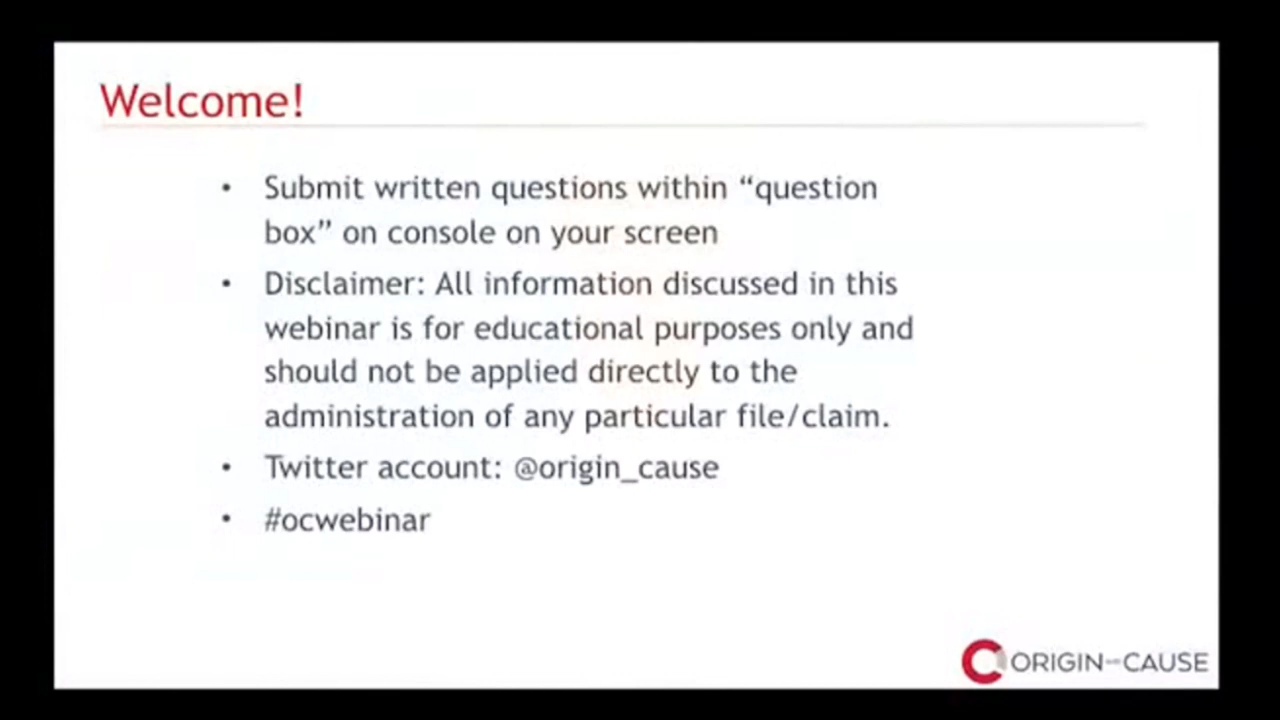 Welcome!
• Submit written questions within “question
box” on console on your screen
• Disclaimer: All information discussed in this
webinar is for educational purposes only and
should not be applied directly to the
administration of any particular file/claim.
• Twitter account: @origin_cause
• #ocwebinar
ORIGIN CAUSE